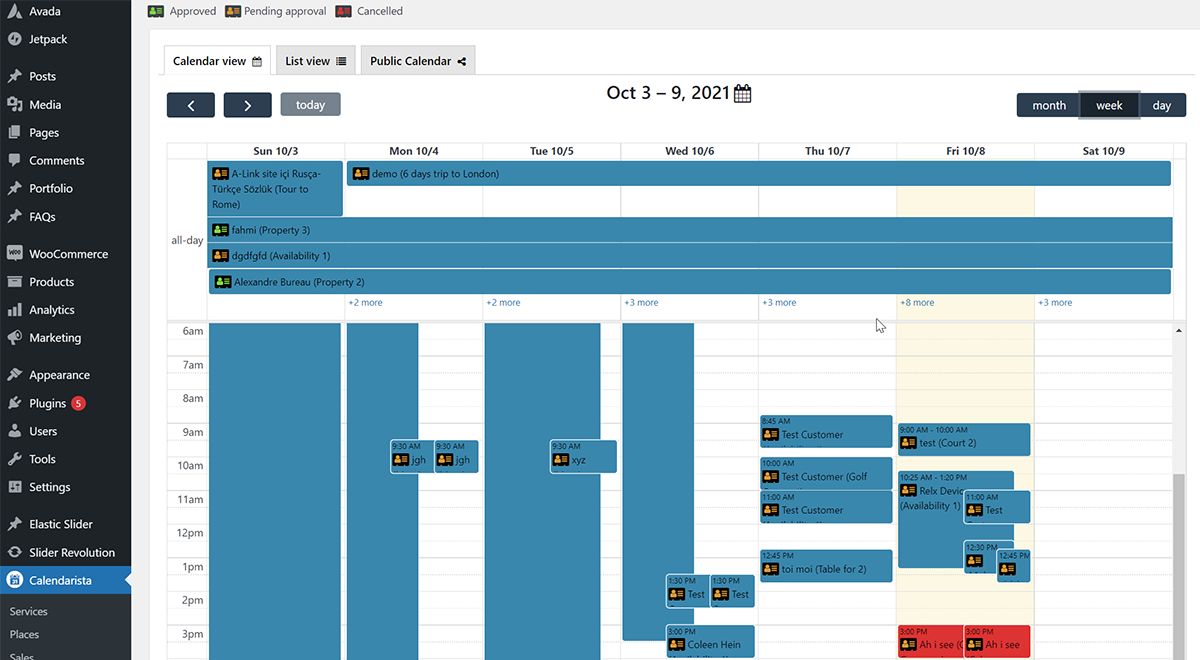 Avada
Jetpack
Posts
Media
Pages
Comments
Portfolio
FAQs
WooCommerce
Products
Analytics
Marketing
Appearance
Plugins 5
Users
Tools
Settings
Elastic Slider
Slider Revolution
Calendarista
Services
Places
Sales
Approved Pending approval Cancelled
Calendar view List view Public Calendar
today
Oct 3 – 9, 2021
month week day
Sun 10/3 Mon 10/4 Tue 10/5 Wed 10/6 Thu 10/7 Fri 10/8 Sat 10/9
all-day
A-Link site içi Rusça-
Türkçe Sözlük (Tour to
Rome)
demo (6 days trip to London)
fahmi (Property 3)
dgdfgfd (Availability 1)
Alexandre Bureau (Property 2)
+2 more +2 more +3 more +3 more +8 more +3 more
6am
7am
8am
9am
10am
11am
12pm
1pm
2pm
3pm
9:30 AM
jgh
9:30 AM
jgh
9:30 AM
xyz
1:30 PM
Test
1:30 PM
Test
3:00 PM
Coleen Hein
8:45 AM
Test Customer
10:00 AM
Test Customer (Golf
11:00 AM
Test Customer
12:45 PM
toi moi (Table for 2)
9:00 AM - 10:00 AM
test (Court 2)
10:25 AM - 1:20 PM
Relx Devic
(Availability 1)
11:00 AM
Test
12:30 PM
12:45 PM
3:00 PM
Ah i see (
3:00 PM
Ah i see